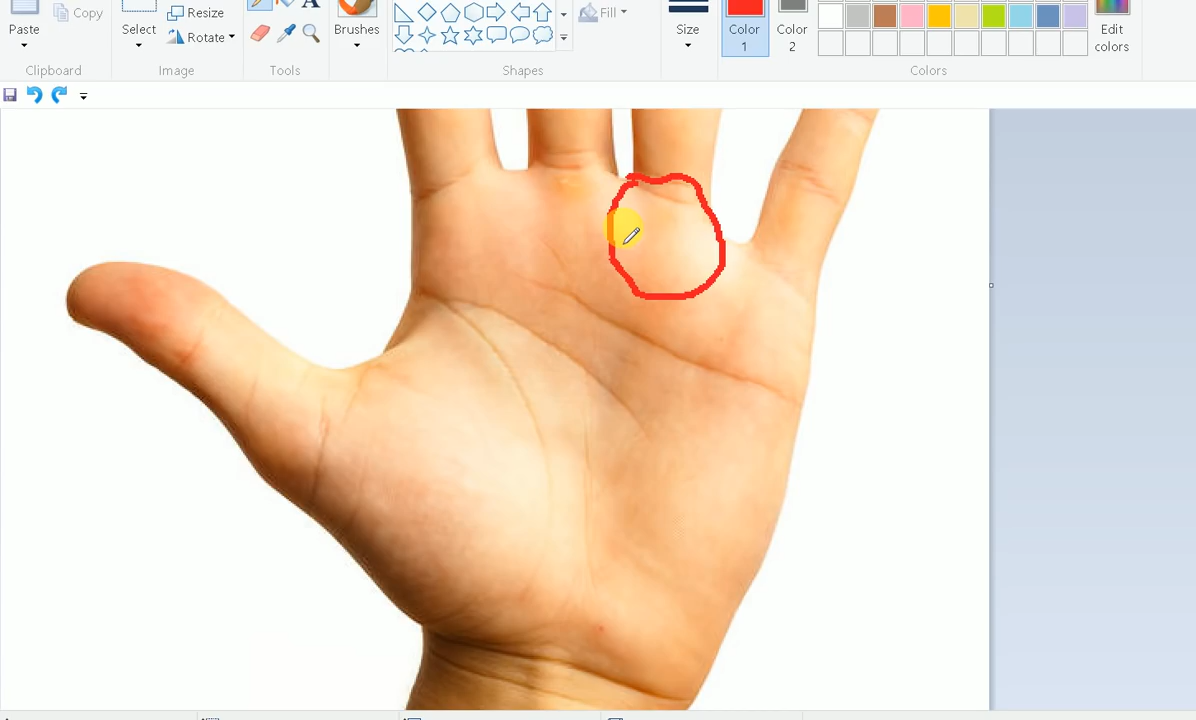 Paste
Copy
Select
Resize
Rotate
A
Brushes
Fill
Size
Color
1
Color
2
Edit
colors
Clipboard
Image
Tools
Shapes
Colors